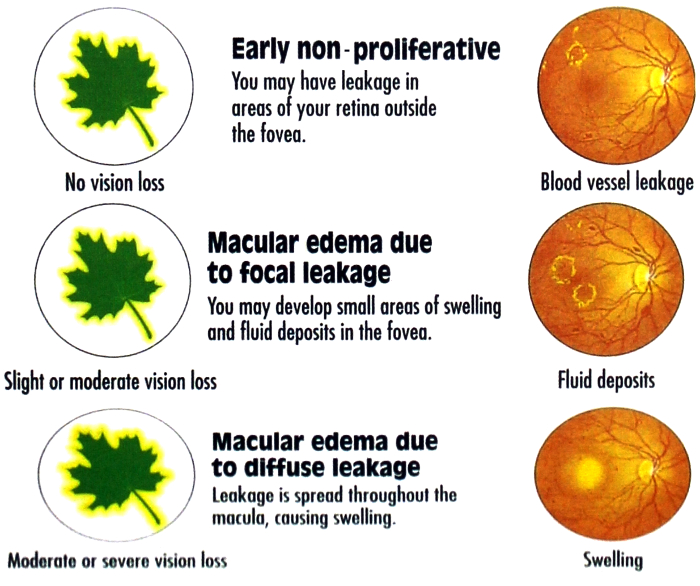 Early non-proliferative
You may have leakage in
areas of your retina outside
the fovea.
No vision loss
Blood vessel leakage
Macular edema due
to focal leakage
You may develop small areas of swelling
and fluid deposits in the fovea.
Slight or moderate vision loss
Fluid deposits
Macular edema due
to diffuse leakage
Leakage is spread throughout the
macula, causing swelling.
Moderate or severe vision loss
Swelling